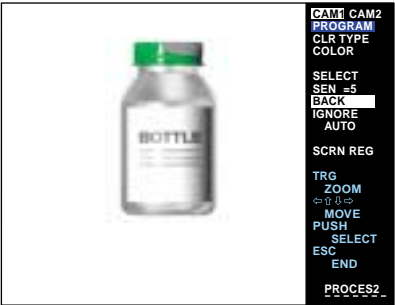 BOTTLE
CAM1 CAM2
PROGRAM
CLR TYPE
COLOR
SELECT
SEN =5
BACK
IGNORE
AUTO
SCRN REG
TRG
ZOOM
⇦⇧⇩⇨
MOVE
PUSH
SELECT
ESC
END
PROCES2